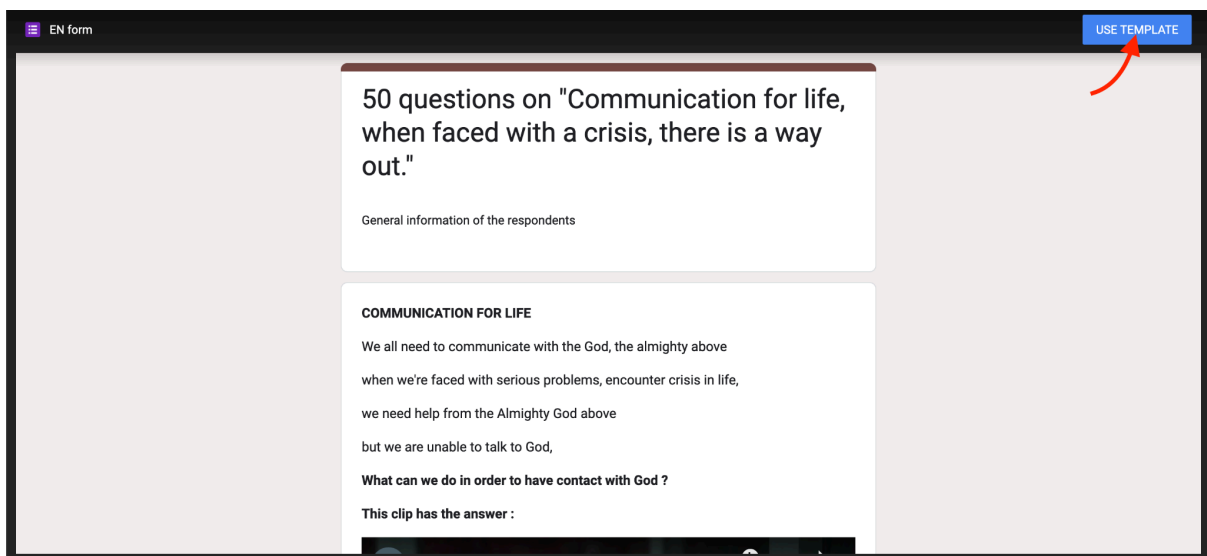 EN form
USE TEMPLATE
50 questions on "Communication for life,
when faced with a crisis, there is a way
out."
General information of the respondents
COMMUNICATION FOR LIFE
We all need to communicate with the God, the almighty above
when we're faced with serious problems, encounter crisis in life,
we need help from the Almighty God above
but we are unable to talk to God,
What can we do in order to have contact with God ?
This clip has the answer :